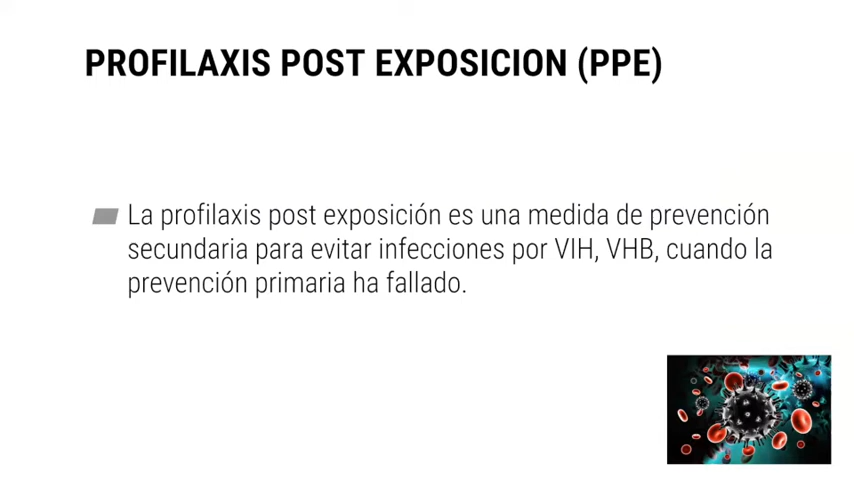 PROFILAXIS POST EXPOSICION (PPE)
La profilaxis post exposición es una medida de prevención
secundaria para evitar infecciones por VIH, VHB, cuando la
prevención primaria ha fallado.